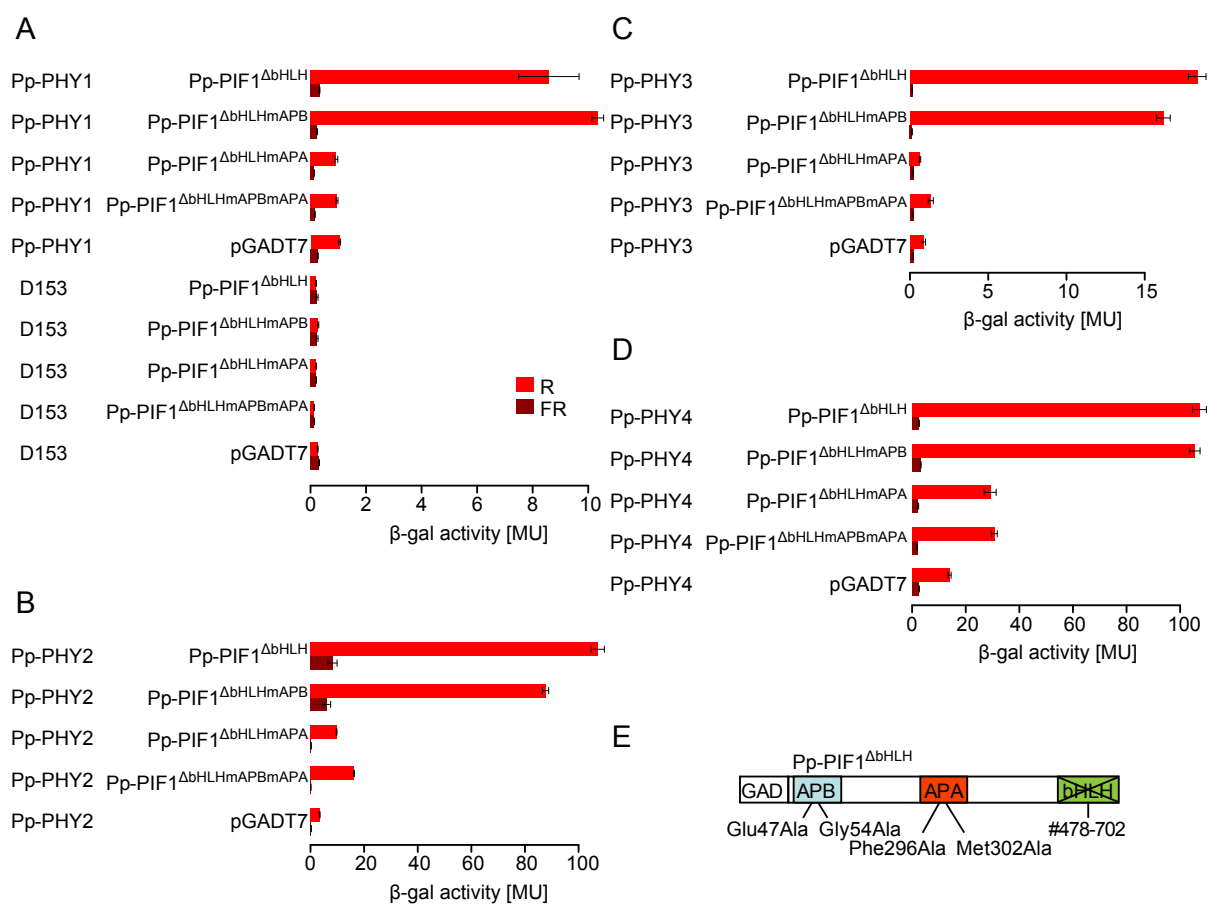 A
Pp-PHY1 Pp-PIF1ΔbHLH
Pp-PHY1 Pp-PIF1ΔbHLHmAPB
Pp-PHY1 Pp-PIF1ΔbHLHmAPA
Pp-PHY1 Pp-PIF1ΔbHLHmAPBmAPA
Pp-PHY1 pGADT7
D153 Pp-PIF1ΔbHLH
D153 Pp-PIF1ΔbHLHmAPB
D153 Pp-PIF1ΔbHLHmAPA
D153 Pp-PIF1ΔbHLHmAPBmAPA
D153 pGADT7
R
FR
0 2 4 6 8 10
β-gal activity [MU]
B
Pp-PHY2 Pp-PIF1ΔbHLH
Pp-PHY2 Pp-PIF1ΔbHLHmAPB
Pp-PHY2 Pp-PIF1ΔbHLHmAPA
Pp-PHY2 Pp-PIF1ΔbHLHmAPBmAPA
Pp-PHY2 pGADT7
0 20 40 60 80 100
β-gal activity [MU]
C
Pp-PHY3 Pp-PIF1ΔbHLH
Pp-PHY3 Pp-PIF1ΔbHLHmAPB
Pp-PHY3 Pp-PIF1ΔbHLHmAPA
Pp-PHY3 Pp-PIF1ΔbHLHmAPBmAPA
Pp-PHY3 pGADT7
0 5 10 15
β-gal activity [MU]
D
Pp-PHY4 Pp-PIF1ΔbHLH
Pp-PHY4 Pp-PIF1ΔbHLHmAPB
Pp-PHY4 Pp-PIF1ΔbHLHmAPA
Pp-PHY4 Pp-PIF1ΔbHLHmAPBmAPA
Pp-PHY4 pGADT7
0 20 40 60 80 100
β-gal activity [MU]
E
Pp-PIF1ΔbHLH
GAD APB APA bHLH
Glu47Ala Gly54Ala #478-702
Phe296Ala Met302Ala